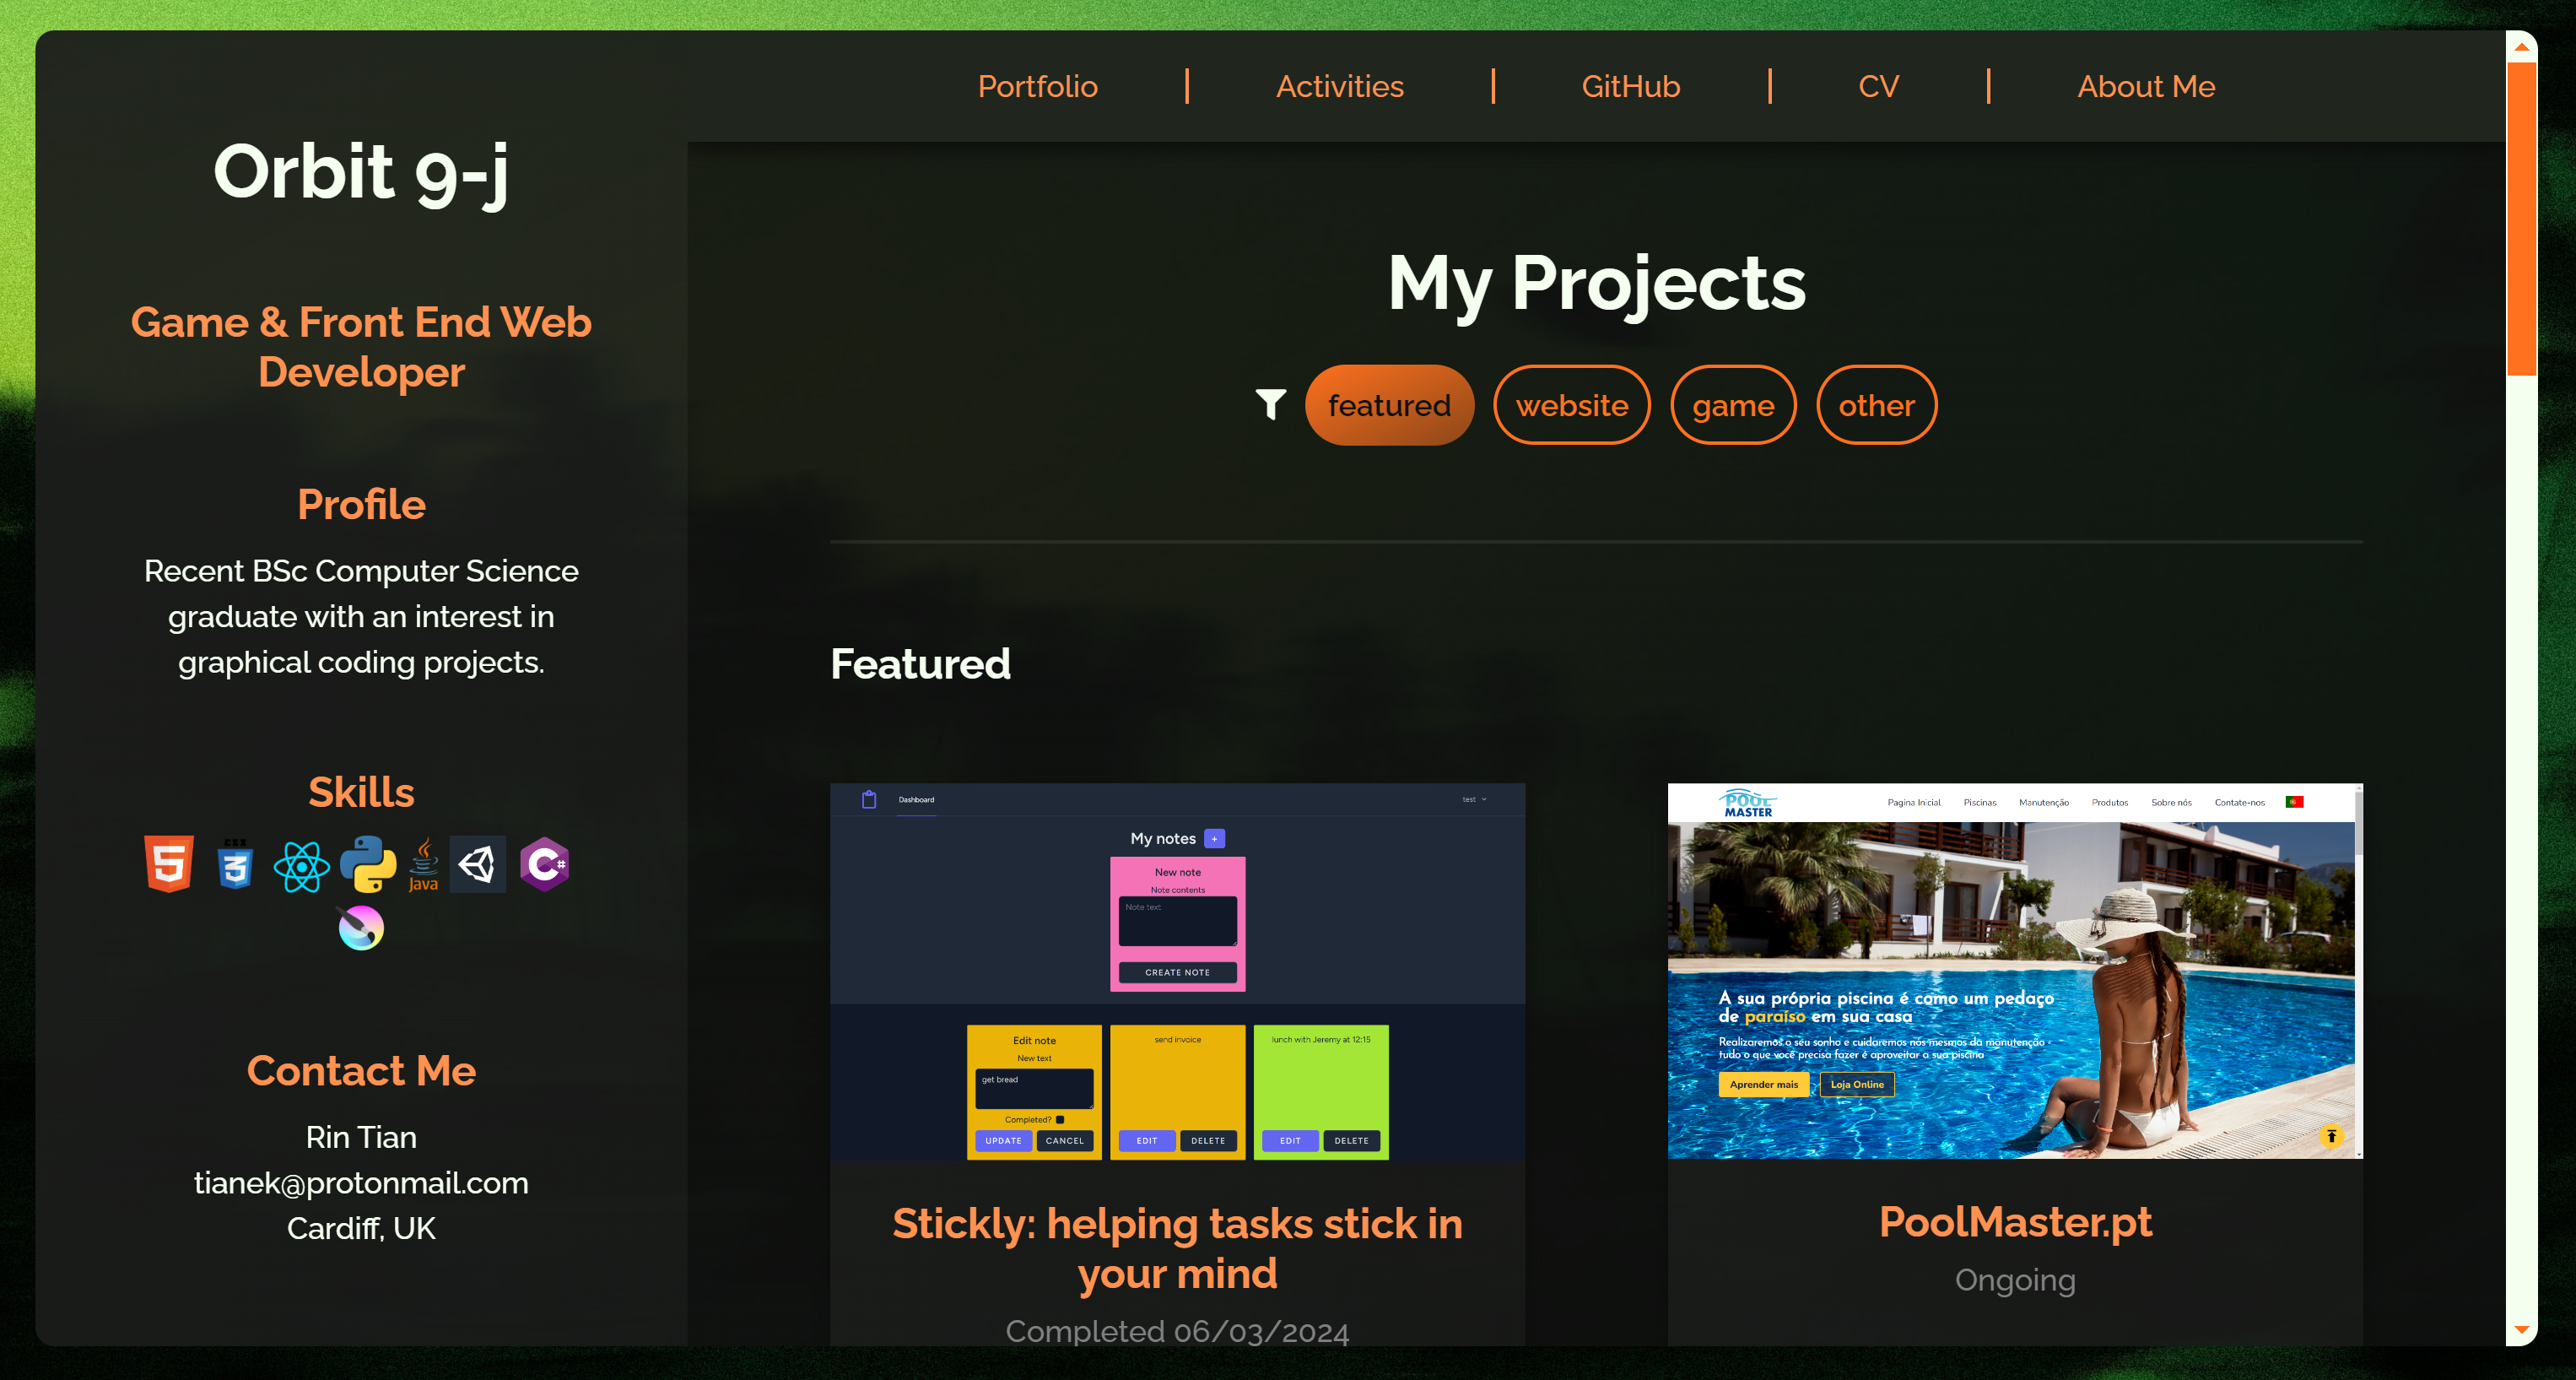 Portfolio
Activities
GitHub
CV
About Me
Orbit 9-j
Game & Front End Web
Developer
Profile
Recent BSc Computer Science
graduate with an interest in
graphical coding projects.
Skills
5
CSS
3
Java
C#
Contact Me
Rin Tian
tianek@protonmail.com
Cardiff, UK
My Projects
featured
website
game
other
Featured
Dashboard
test
My notes +
New note
Note contents
Note text
CREATE NOTE
Edit note
New text
get bread
Completed?
UPDATE
CANCEL
send invoice
EDIT
DELETE
lunch with Jeremy at 12:15
EDIT
DELETE
Stickly: helping tasks stick in
your mind
Completed 06/03/2024
POOL
MASTER
Pagina Inicial
Piscinas
Manutenção
Produtos
Sobre nós
Contate-nos
A sua própria piscina é como um pedaço
de paraíso em sua casa
Realizaremos o seu sonho e cuidaremos nós mesmos da manutenção -
tudo o que você precisa fazer é aproveitar a sua piscina
Aprender mais
Loja Online
PoolMaster.pt
Ongoing